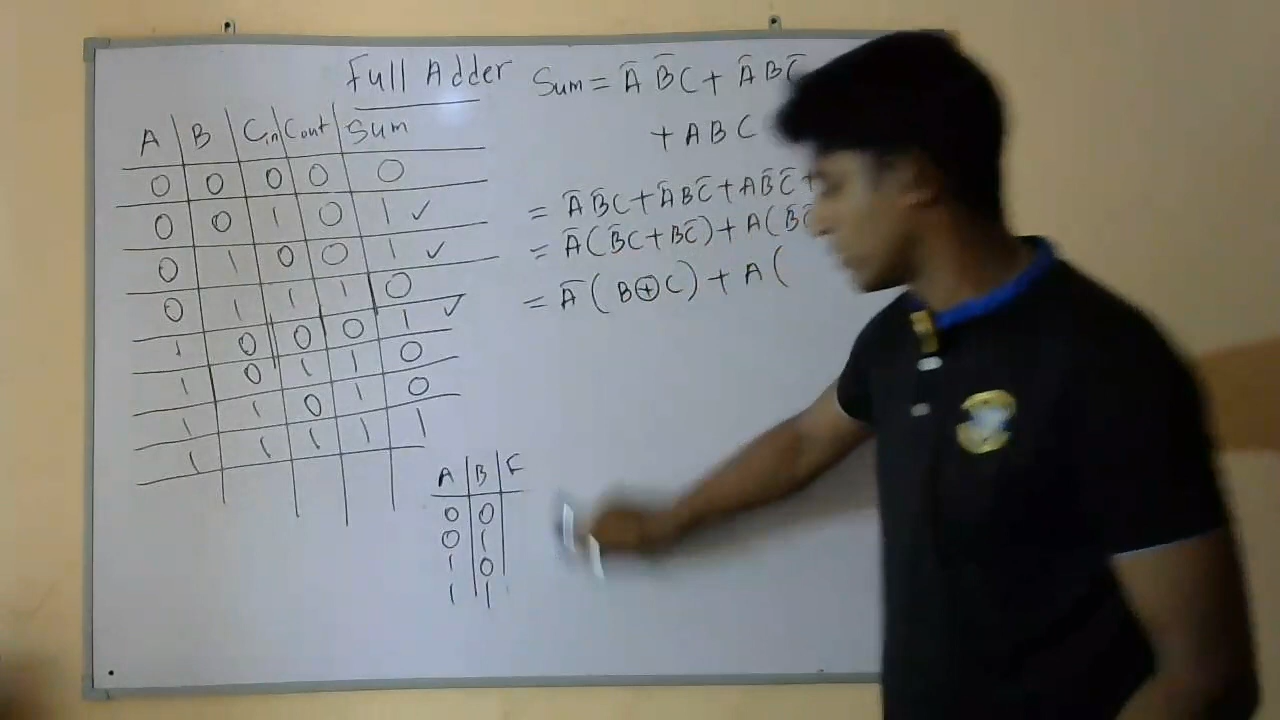 Full Adder
Sum = A̅ B̅ C + A̅ B C̅
+ A B C
= A̅ B̅ C + A̅ B C̅ + A B̅ C̅ +
= A̅ ( B̅ C + B C̅ ) + A ( B̅ C̅
= A̅ ( B ⊕ C ) + A (
A B Cin Cout Sum
0 0 0 0 0
0 0 1 0 1 ✓
0 1 0 0 1 ✓
0 1 1 1 0
1 0 0 0 1 ✓
1 0 1 1 0
1 1 0 1 0
1 1 1 1 1
A B F
0 0
0 1
1 0
1 1